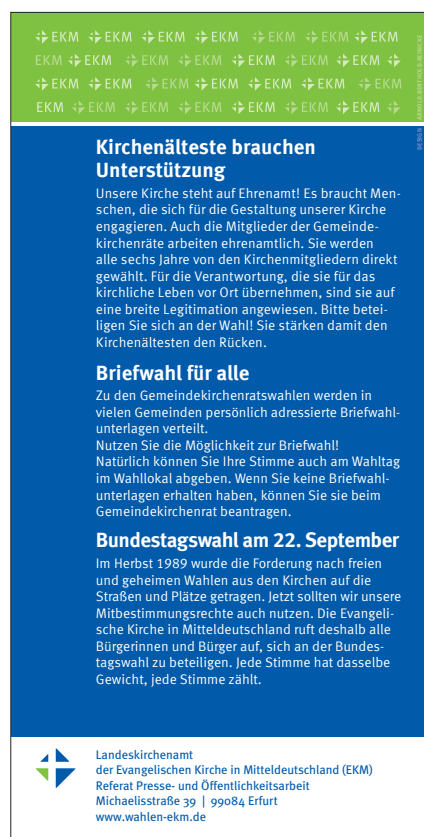 EKM EKM EKM EKM EKM EKM EKM
EKM EKM EKM EKM EKM EKM EKM
EKM EKM EKM EKM EKM EKM EKM
EKM EKM EKM EKM EKM EKM EKM
Kirchenälteste brauchen
Unterstützung
Unsere Kirche steht auf Ehrenamt! Es braucht Men-
schen, die sich für die Gestaltung unserer Kirche
engagieren. Auch die Mitglieder der Gemeinde-
kirchenräte arbeiten ehrenamtlich. Sie werden
alle sechs Jahre von den Kirchenmitgliedern direkt
gewählt. Für die Verantwortung, die sie für das
kirchliche Leben vor Ort übernehmen, sind sie auf
eine breite Legitimation angewiesen. Bitte betei-
ligen Sie sich an der Wahl! Sie stärken damit den
Kirchenältesten den Rücken.
Briefwahl für alle
Zu den Gemeindekirchenratswahlen werden in
vielen Gemeinden persönlich adressierte Briefwahl-
unterlagen verteilt.
Nutzen Sie die Möglichkeit zur Briefwahl!
Natürlich können Sie Ihre Stimme auch am Wahltag
im Wahllokal abgeben. Wenn Sie keine Briefwahl-
unterlagen erhalten haben, können Sie sie beim
Gemeindekirchenrat beantragen.
Bundestagswahl am 22. September
Im Herbst 1989 wurde die Forderung nach freien
und geheimen Wahlen aus den Kirchen auf die
Straßen und Plätze getragen. Jetzt sollten wir unsere
Mitbestimmungsrechte auch nutzen. Die Evangeli-
sche Kirche in Mitteldeutschland ruft deshalb alle
Bürgerinnen und Bürger auf, sich an der Bundes-
tagswahl zu beteiligen. Jede Stimme hat dasselbe
Gewicht, jede Stimme zählt.
Landeskirchenamt
der Evangelischen Kirche in Mitteldeutschland (EKM)
Referat Presse- und Öffentlichkeitsarbeit
Michaelisstraße 39 | 99084 Erfurt
www.wahlen-ekm.de
DESIGN